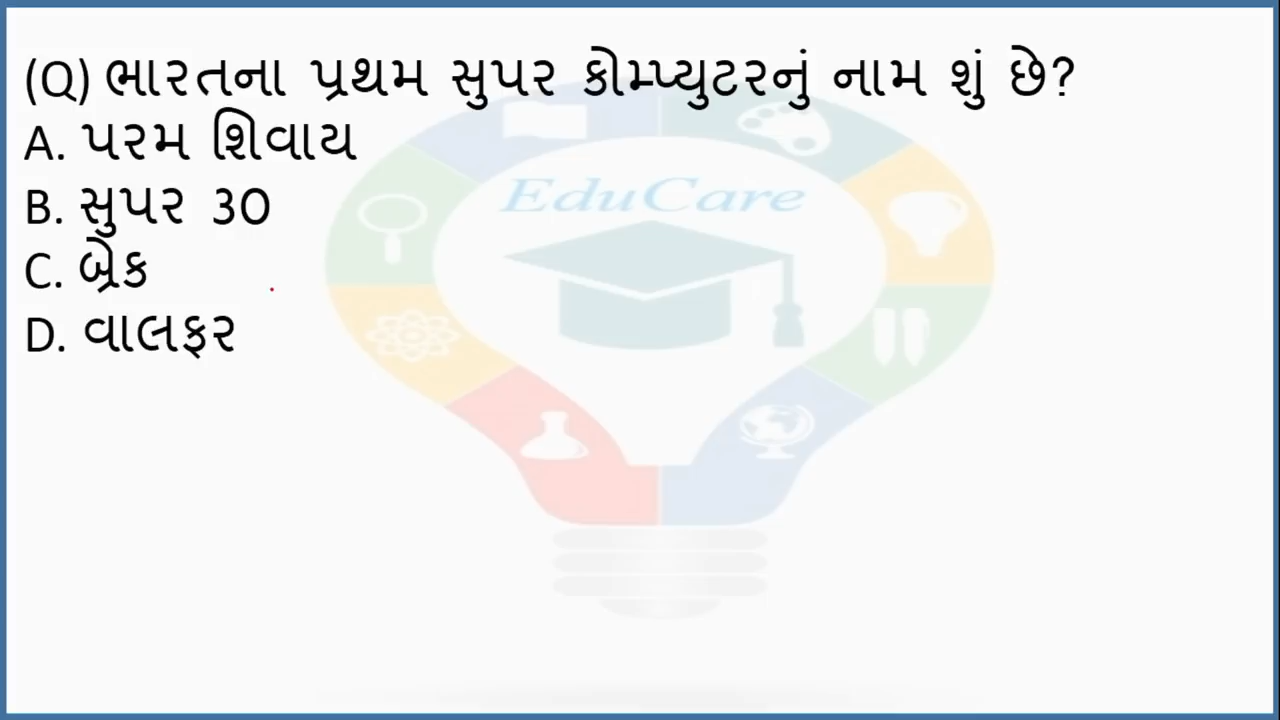 (Q) ભારતના પ્રથમ સુપર કોમ્પ્યુટરનું નામ શું છે?
A. પરમ શિવાય
B. સુપર 30
C. બ્રેક
D. વાલફર
EduCare